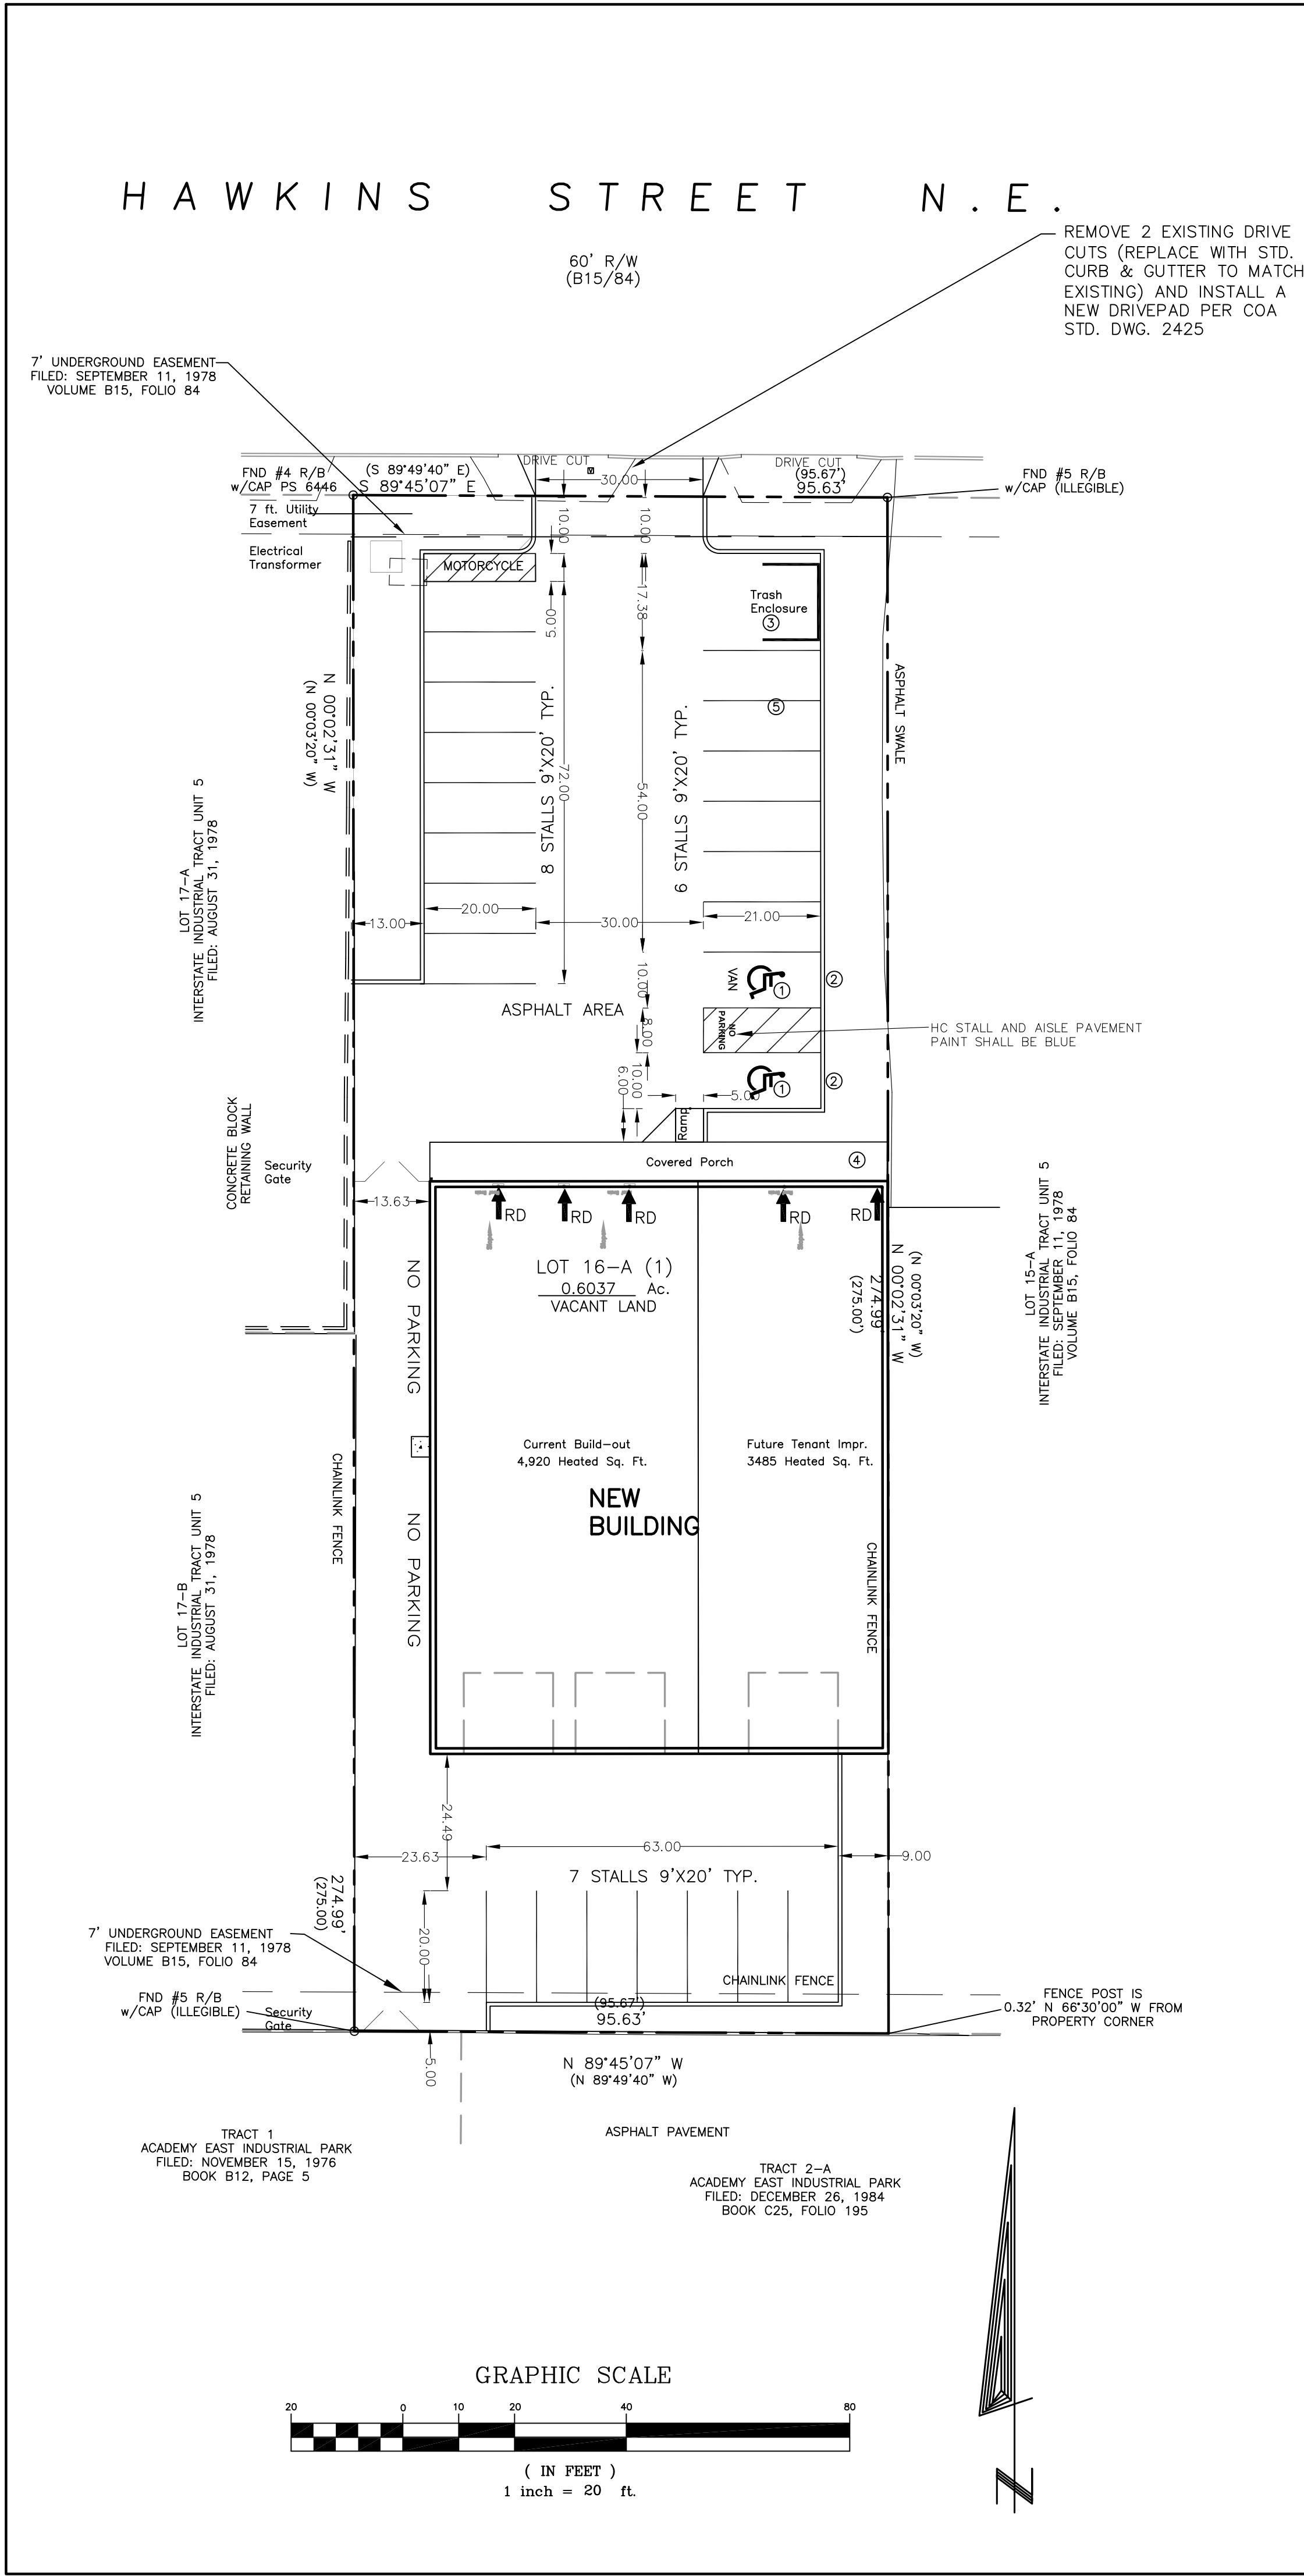 HAWKINS STREET N.E.
60' R/W
(B15/84)
REMOVE 2 EXISTING DRIVE
CUTS (REPLACE WITH STD.
CURB & GUTTER TO MATCH
EXISTING) AND INSTALL A
NEW DRIVEPAD PER COA
STD. DWG. 2425
7' UNDERGROUND EASEMENT
FILED: SEPTEMBER 11, 1978
VOLUME B15, FOLIO 84
FND #4 R/B
w/CAP PS 6446
(S 89°49'40" E)
S 89°45'07" E
DRIVE CUT
30.00
DRIVE CUT
(95.67')
95.63'
FND #5 R/B
w/CAP (ILLEGIBLE)
7 ft. Utility
Easement
Electrical
Transformer
10.00
10.00
MOTORCYCLE
5.00
17.38
Trash
Enclosure
3
N 00°02'31" W
(N 00°03'20" W)
ASPHALT SWALE
8 STALLS 9'X20' TYP.
72.00
54.00
6 STALLS 9'X20' TYP.
5
LOT 17-A
INTERSTATE INDUSTRIAL TRACT UNIT 5
FILED: AUGUST 31, 1978
13.00
20.00
30.00
21.00
10.00
VAN
1
2
ASPHALT AREA
8.00
NO
PARKING
HC STALL AND AISLE PAVEMENT
PAINT SHALL BE BLUE
10.00
6.00
1
2
5.00
Ramp
CONCRETE BLOCK
RETAINING WALL
Security
Gate
Covered Porch
4
13.63
RD
RD
RD
RD
RD
LOT 16-A (1)
0.6037 Ac.
VACANT LAND
NO PARKING
274.99'
(275.00')
N 00°02'31" W
(N 00°03'20" W)
LOT 15-A
INTERSTATE INDUSTRIAL TRACT UNIT 5
FILED: SEPTEMBER 11, 1978
VOLUME B15, FOLIO 84
Current Build-out
4,920 Heated Sq. Ft.
Future Tenant Impr.
3485 Heated Sq. Ft.
NEW
BUILDING
CHAINLINK FENCE
NO PARKING
CHAINLINK FENCE
LOT 17-B
INTERSTATE INDUSTRIAL TRACT UNIT 5
FILED: AUGUST 31, 1978
24.49
63.00
23.63
9.00
7 STALLS 9'X20' TYP.
274.99'
(275.00)
20.00
7' UNDERGROUND EASEMENT
FILED: SEPTEMBER 11, 1978
VOLUME B15, FOLIO 84
CHAINLINK FENCE
FND #5 R/B
w/CAP (ILLEGIBLE)
Security
Gate
(95.67')
95.63'
FENCE POST IS
0.32' N 66°30'00" W FROM
PROPERTY CORNER
5.00
N 89°45'07" W
(N 89°49'40" W)
TRACT 1
ACADEMY EAST INDUSTRIAL PARK
FILED: NOVEMBER 15, 1976
BOOK B12, PAGE 5
ASPHALT PAVEMENT
TRACT 2-A
ACADEMY EAST INDUSTRIAL PARK
FILED: DECEMBER 26, 1984
BOOK C25, FOLIO 195
GRAPHIC SCALE
20 0 10 20 40 80
( IN FEET )
1 inch = 20 ft.
N